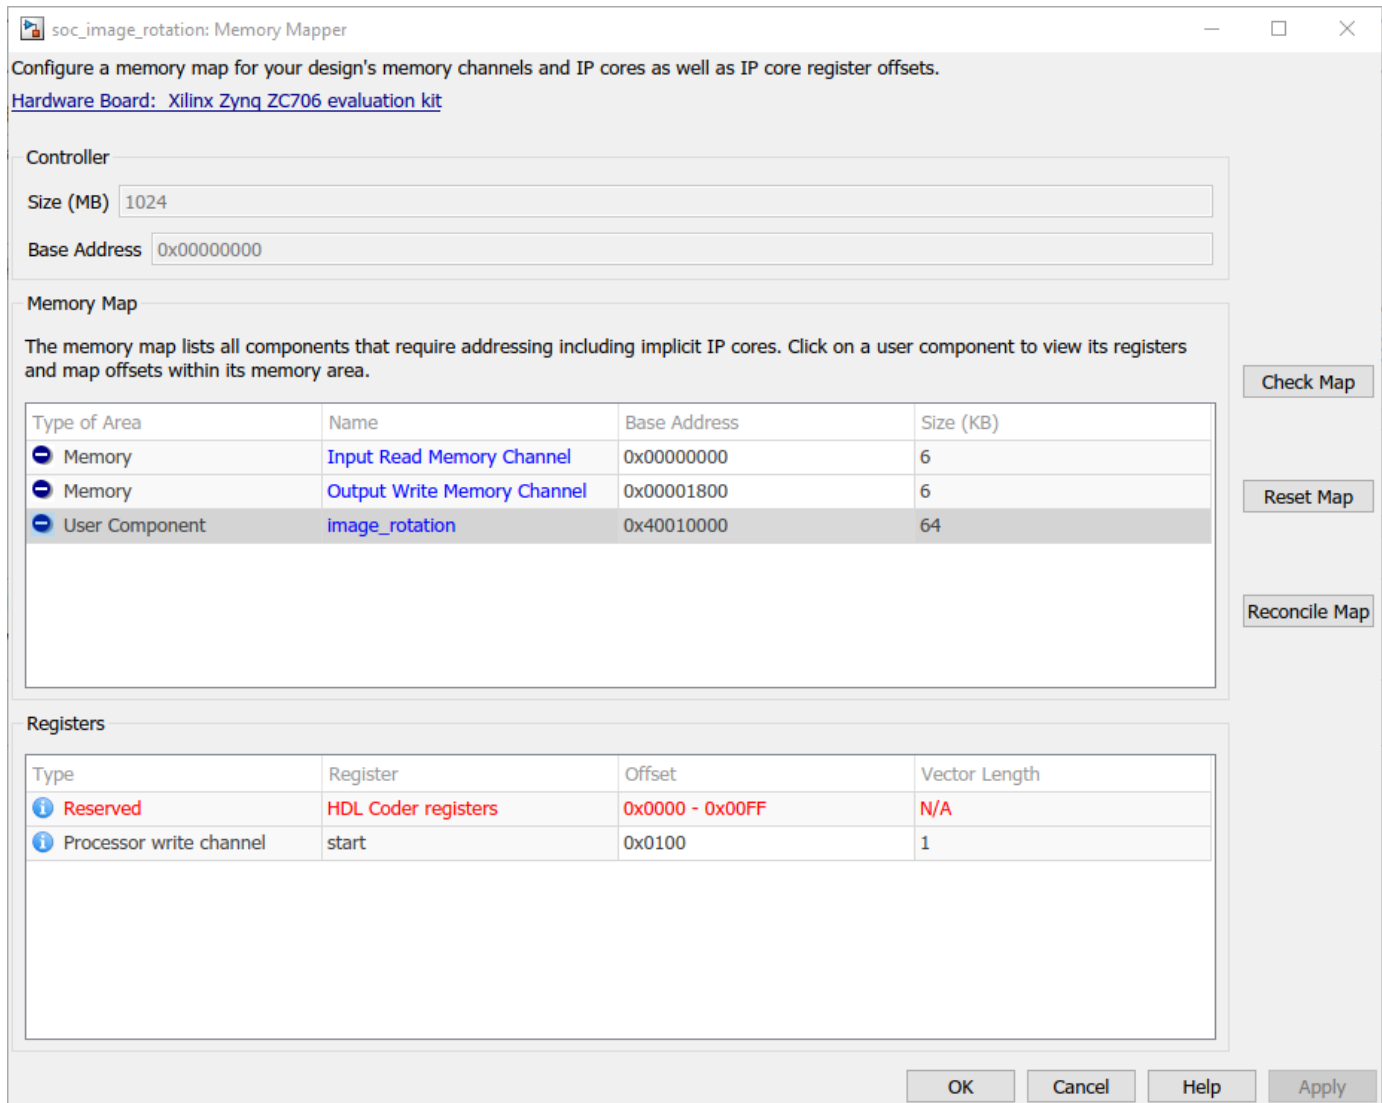 soc_image_rotation: Memory Mapper
Configure a memory map for your design's memory channels and IP cores as well as IP core register offsets.
Hardware Board: Xilinx Zynq ZC706 evaluation kit
Controller
Size (MB) 1024
Base Address 0x00000000
Memory Map
The memory map lists all components that require addressing including implicit IP cores. Click on a user component to view its registers
and map offsets within its memory area.
Check Map
Type of Area Name Base Address Size (KB)
Memory Input Read Memory Channel 0x00000000 6
Memory Output Write Memory Channel 0x00001800 6
Reset Map
User Component image_rotation 0x40010000 64
Reconcile Map
Registers
Type Register Offset Vector Length
Reserved HDL Coder registers 0x0000 - 0x00FF N/A
Processor write channel start 0x0100 1
OK Cancel Help Apply